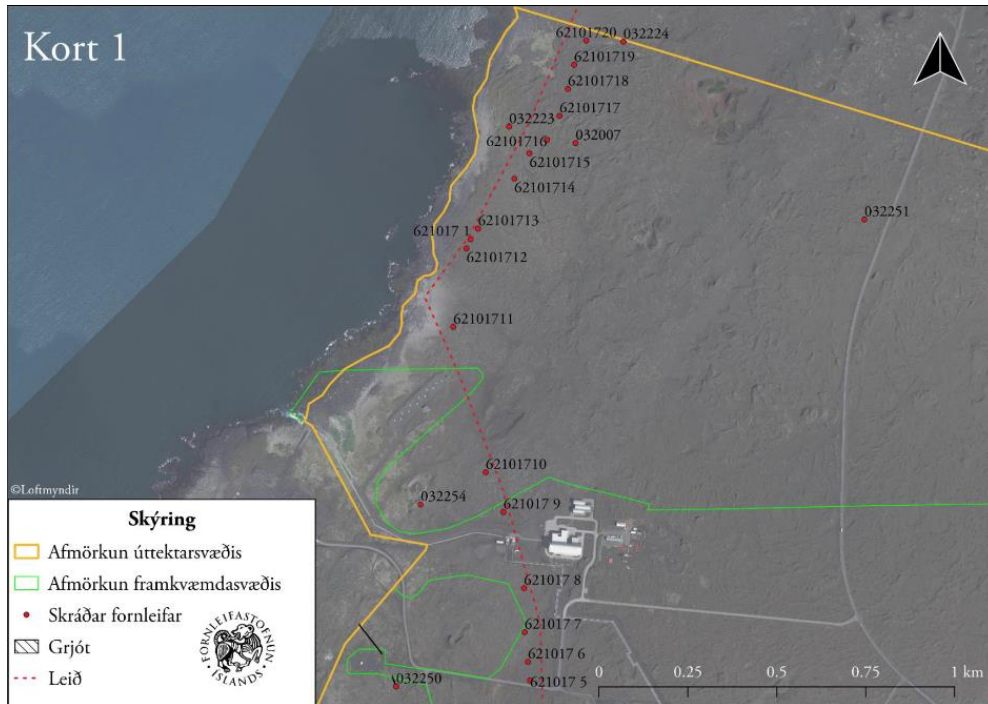 Kort 1
62101720
032224
62101719
62101718
62101717
032223
62101716
032007
62101715
62101714
032251
62101713
621017 1
62101712
62101711
62101710
032254
621017 9
621017 8
621017 7
621017 6
621017 5
032250
©Loftmyndir
Skýring
Afmörkun úttektarsvæðis
Afmörkun framkvæmdasvæðis
Skráðar fornleifar
Grjót
Leið
FORNLEIFASTOFNUN ÍSLANDS
0 0.25 0.5 0.75 1 km